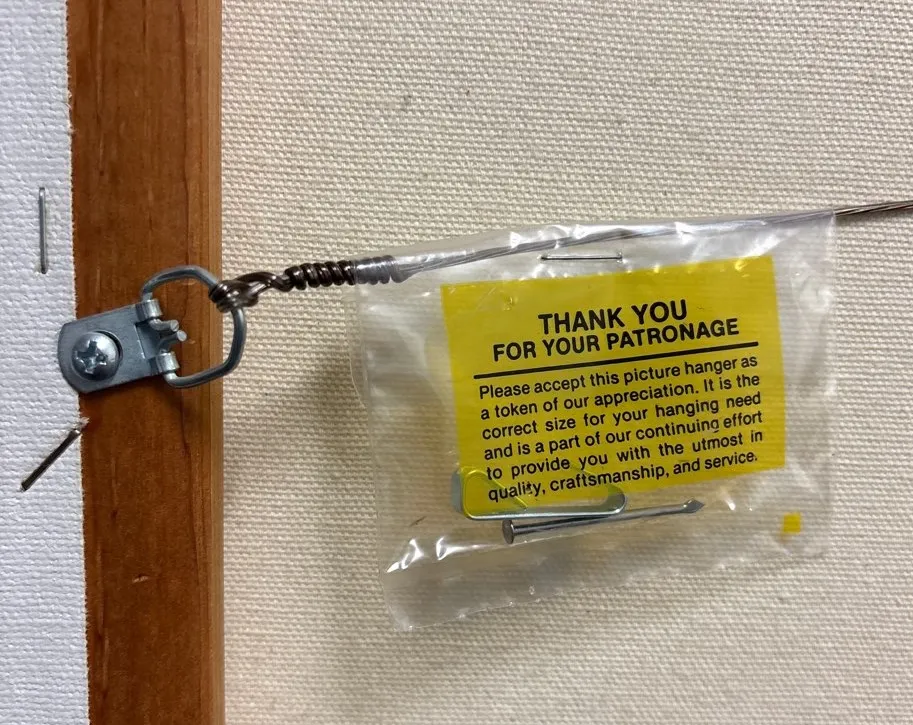 THANK YOU
FOR YOUR PATRONAGE
Please accept this picture hanger as
a token of our appreciation. It is the
correct size for your hanging need
and is a part of our continuing effort
to provide you with the utmost in
quality, craftsmanship, and service.